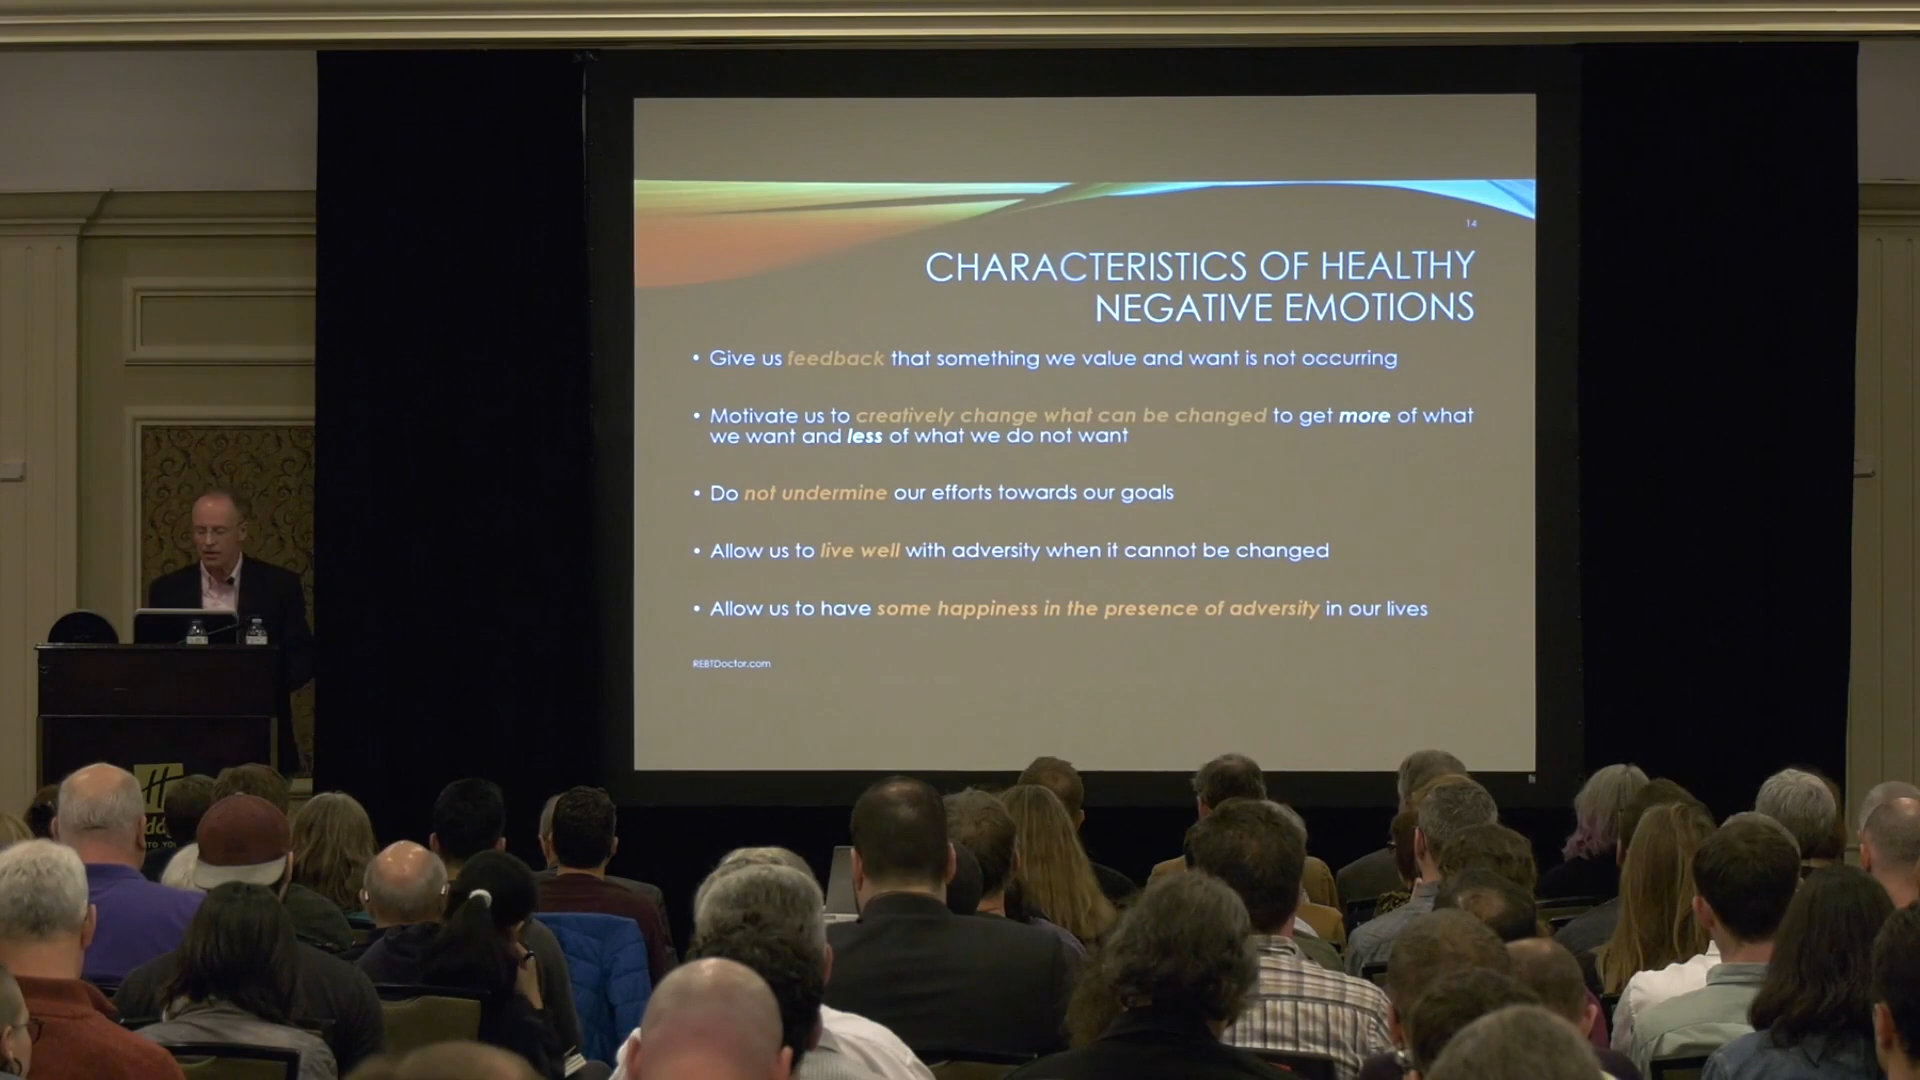 14
CHARACTERISTICS OF HEALTHY
NEGATIVE EMOTIONS
• Give us feedback that something we value and want is not occurring
• Motivate us to creatively change what can be changed to get more of what
we want and less of what we do not want
• Do not undermine our efforts towards our goals
• Allow us to live well with adversity when it cannot be changed
• Allow us to have some happiness in the presence of adversity in our lives
REBTDoctor.com
H